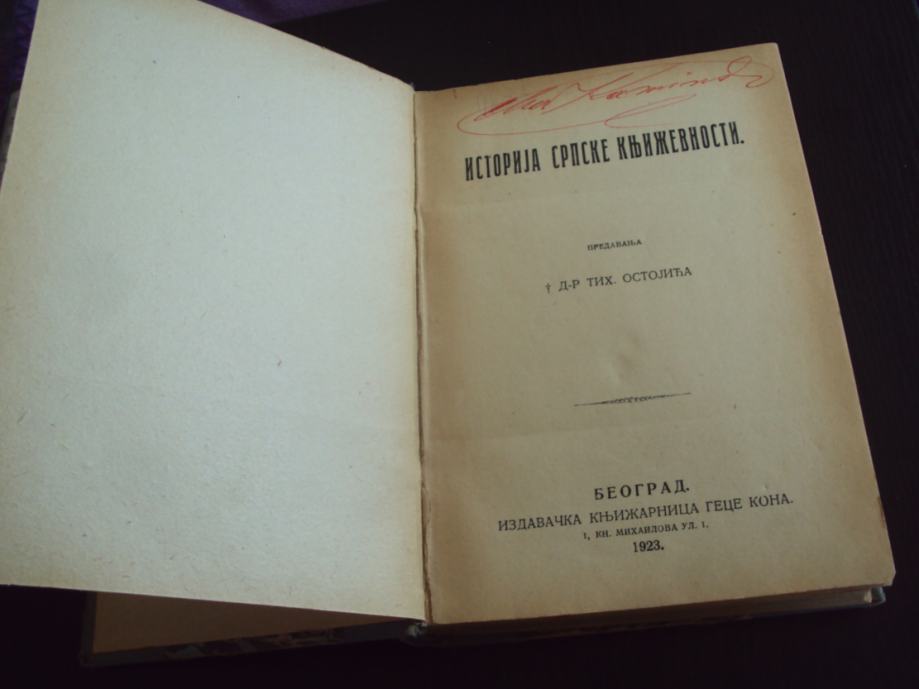 ИСТОРИЈА СРПСКЕ КЊИЖЕВНОСТИ.
ПРЕДАВАЊА
† Д-Р ТИХ. ОСТОЈИЋА
БЕОГРАД.
ИЗДАВАЧКА КЊИЖАРНИЦА ГЕЦЕ КОНА.
1, КН. МИХАИЛОВА УЛ. 1.
1923.